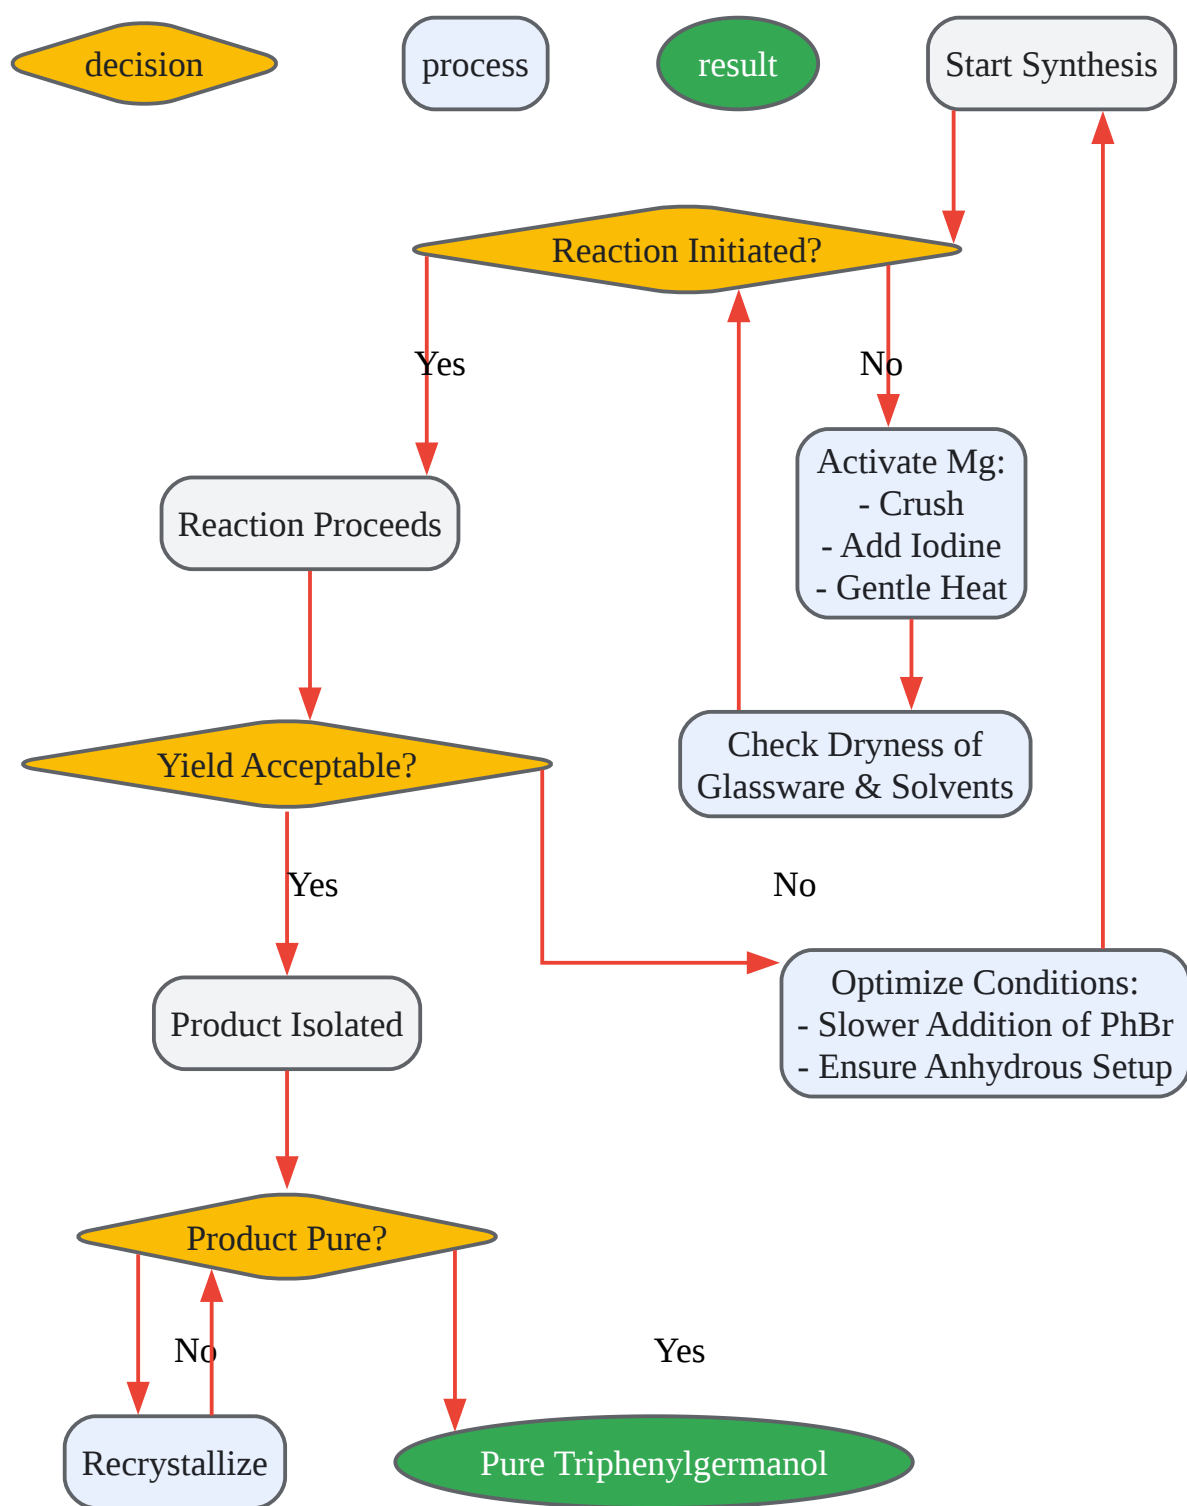 decision
process
result
Start Synthesis
Reaction Initiated?
Yes
No
Activate Mg:
- Crush
- Add Iodine
- Gentle Heat
Reaction Proceeds
Check Dryness of
Glassware & Solvents
Yield Acceptable?
Yes
No
Optimize Conditions:
- Slower Addition of PhBr
- Ensure Anhydrous Setup
Product Isolated
Product Pure?
No
Yes
Recrystallize
Pure Triphenylgermanol